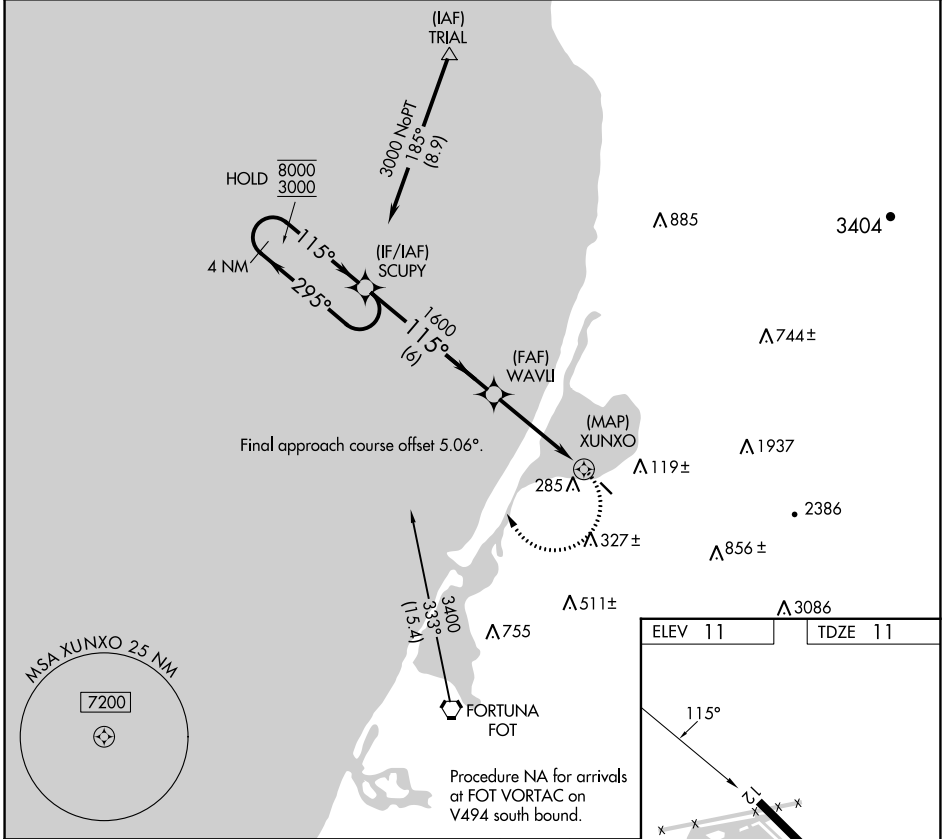 (IAF)
TRIAL
3000 NoPT
185°
(8.9)
HOLD 8000
3000
4 NM
115°
295°
(IF/IAF)
SCUPY
885
3404
1600
115°
(6)
744±
(FAF)
WAVLI
Final approach course offset 5.06°.
(MAP)
XUNXO
1937
119±
285
2386
327±
856±
3400
333°
(15.4)
511±
3086
755
MSA XUNXO 25 NM
7200
FORTUNA
FOT
Procedure NA for arrivals
at FOT VORTAC on
V494 south bound.
ELEV 11
TDZE 11
115°
12
X X X X X